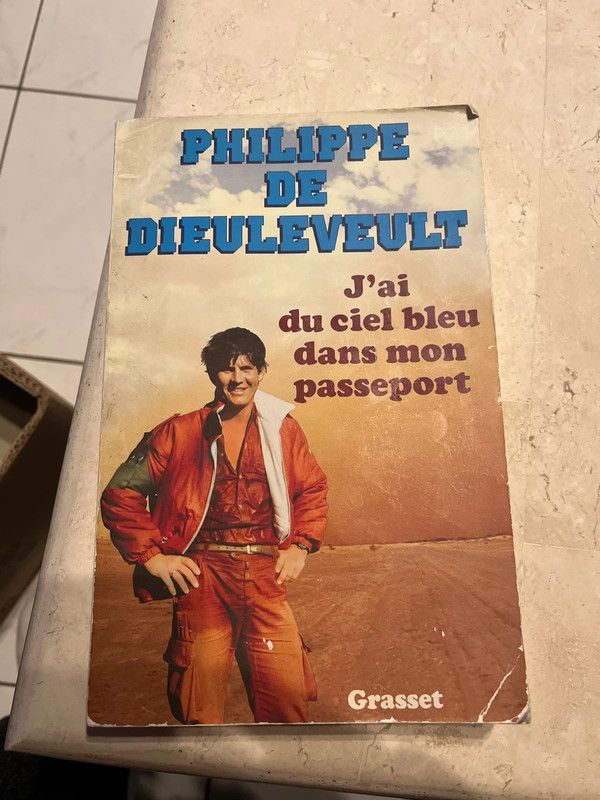 PHILIPPE
DE
DIEULEVEULT
J'ai
du ciel bleu
dans mon
passeport
Grasset